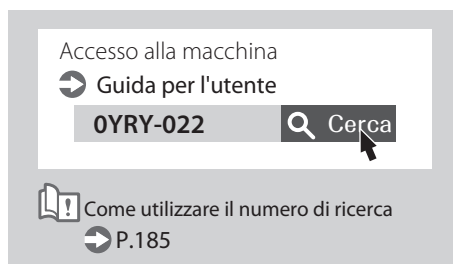 Accesso alla macchina
Guida per l'utente
0YRY-022 Cerca
Come utilizzare il numero di ricerca
P.185